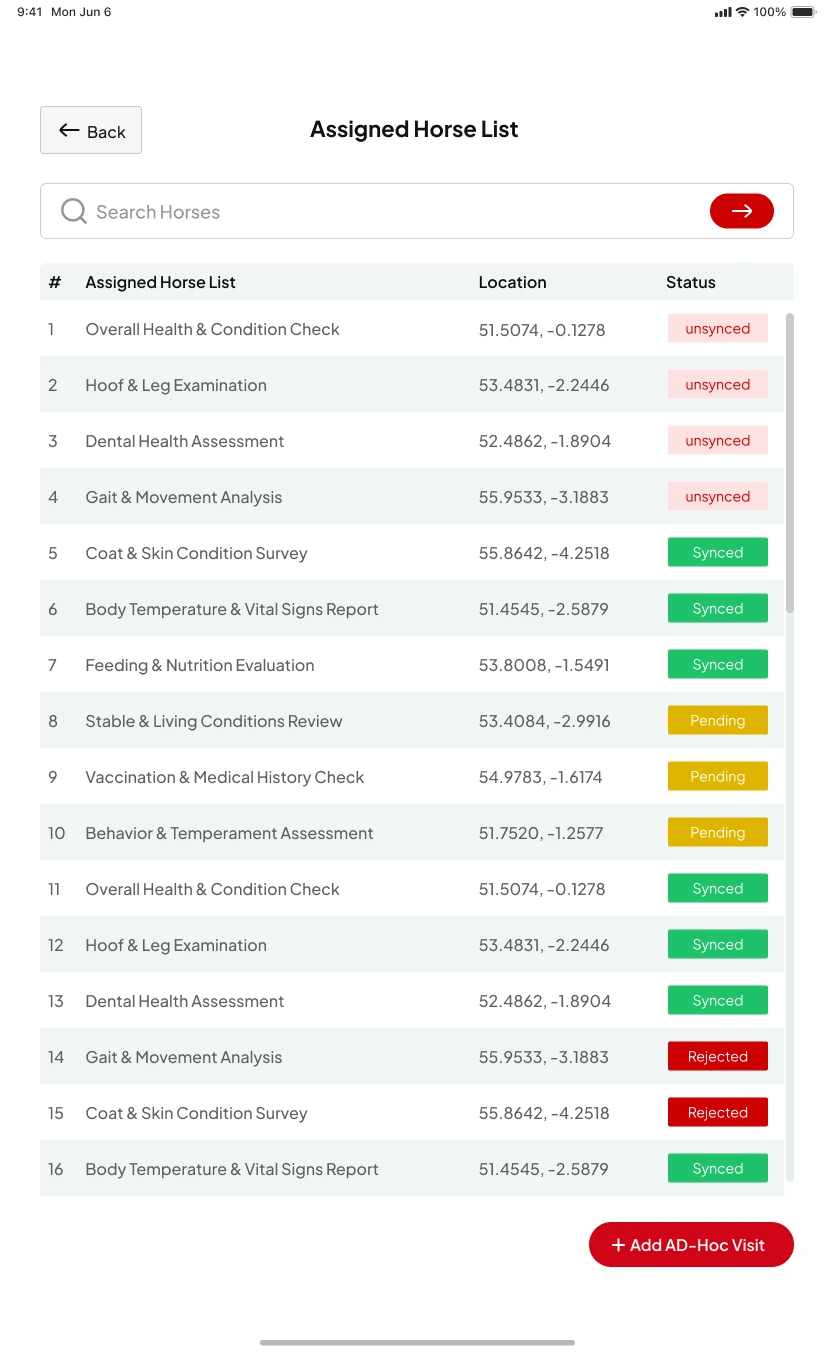 9:41 Mon Jun 6 100%
Back
Assigned Horse List
Search Horses
# Assigned Horse List Location Status
1 Overall Health & Condition Check 51.5074, -0.1278 unsynced
2 Hoof & Leg Examination 53.4831, -2.2446 unsynced
3 Dental Health Assessment 52.4862, -1.8904 unsynced
4 Gait & Movement Analysis 55.9533, -3.1883 unsynced
5 Coat & Skin Condition Survey 55.8642, -4.2518 Synced
6 Body Temperature & Vital Signs Report 51.4545, -2.5879 Synced
7 Feeding & Nutrition Evaluation 53.8008, -1.5491 Synced
8 Stable & Living Conditions Review 53.4084, -2.9916 Pending
9 Vaccination & Medical History Check 54.9783, -1.6174 Pending
10 Behavior & Temperament Assessment 51.7520, -1.2577 Pending
11 Overall Health & Condition Check 51.5074, -0.1278 Synced
12 Hoof & Leg Examination 53.4831, -2.2446 Synced
13 Dental Health Assessment 52.4862, -1.8904 Synced
14 Gait & Movement Analysis 55.9533, -3.1883 Rejected
15 Coat & Skin Condition Survey 55.8642, -4.2518 Rejected
16 Body Temperature & Vital Signs Report 51.4545, -2.5879 Synced
+ Add AD-Hoc Visit